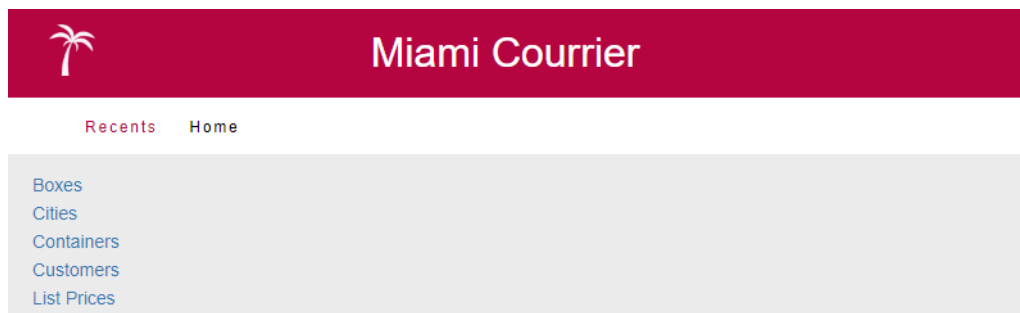 Miami Courrier
Recents Home
Boxes
Cities
Containers
Customers
List Prices